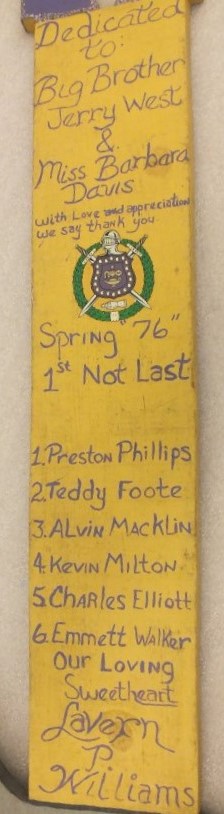 Dedicated
to:
Big Brother
Jerry West
&
Miss Barbara
Davis
with Love and appreciation
we say thank you
Spring "76"
1st Not Last
1. Preston Phillips
2. Teddy Foote
3. ALvin MackLin
4. Kevin Milton.
5. CHARles Elliott
6. Emmett WAlker
Our Loving
Sweetheart
Lavern
P.
Williams